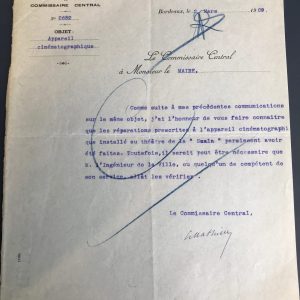 COMMISSARIAT CENTRAL
Bordeaux, le 5 Mars 1909.
N° 2682
OBJET:
Appareil
cinématographique
Le Commissaire Central
à Monsieur le MAIRE,
Comme suite à mes précédentes communications
sur le même objet, j'ai l'honneur de vous faire connaître
que les réparations prescrites à l'appareil cinématographi
que installé au théâtre de la "Scala" paraissent avoir
été faites. Toutefois, il serait peut être nécessaire que
M. l'Ingénieur de la Ville, ou quelqu'un de compétent de
son service, allât les vérifier.
Le Commissaire Central,